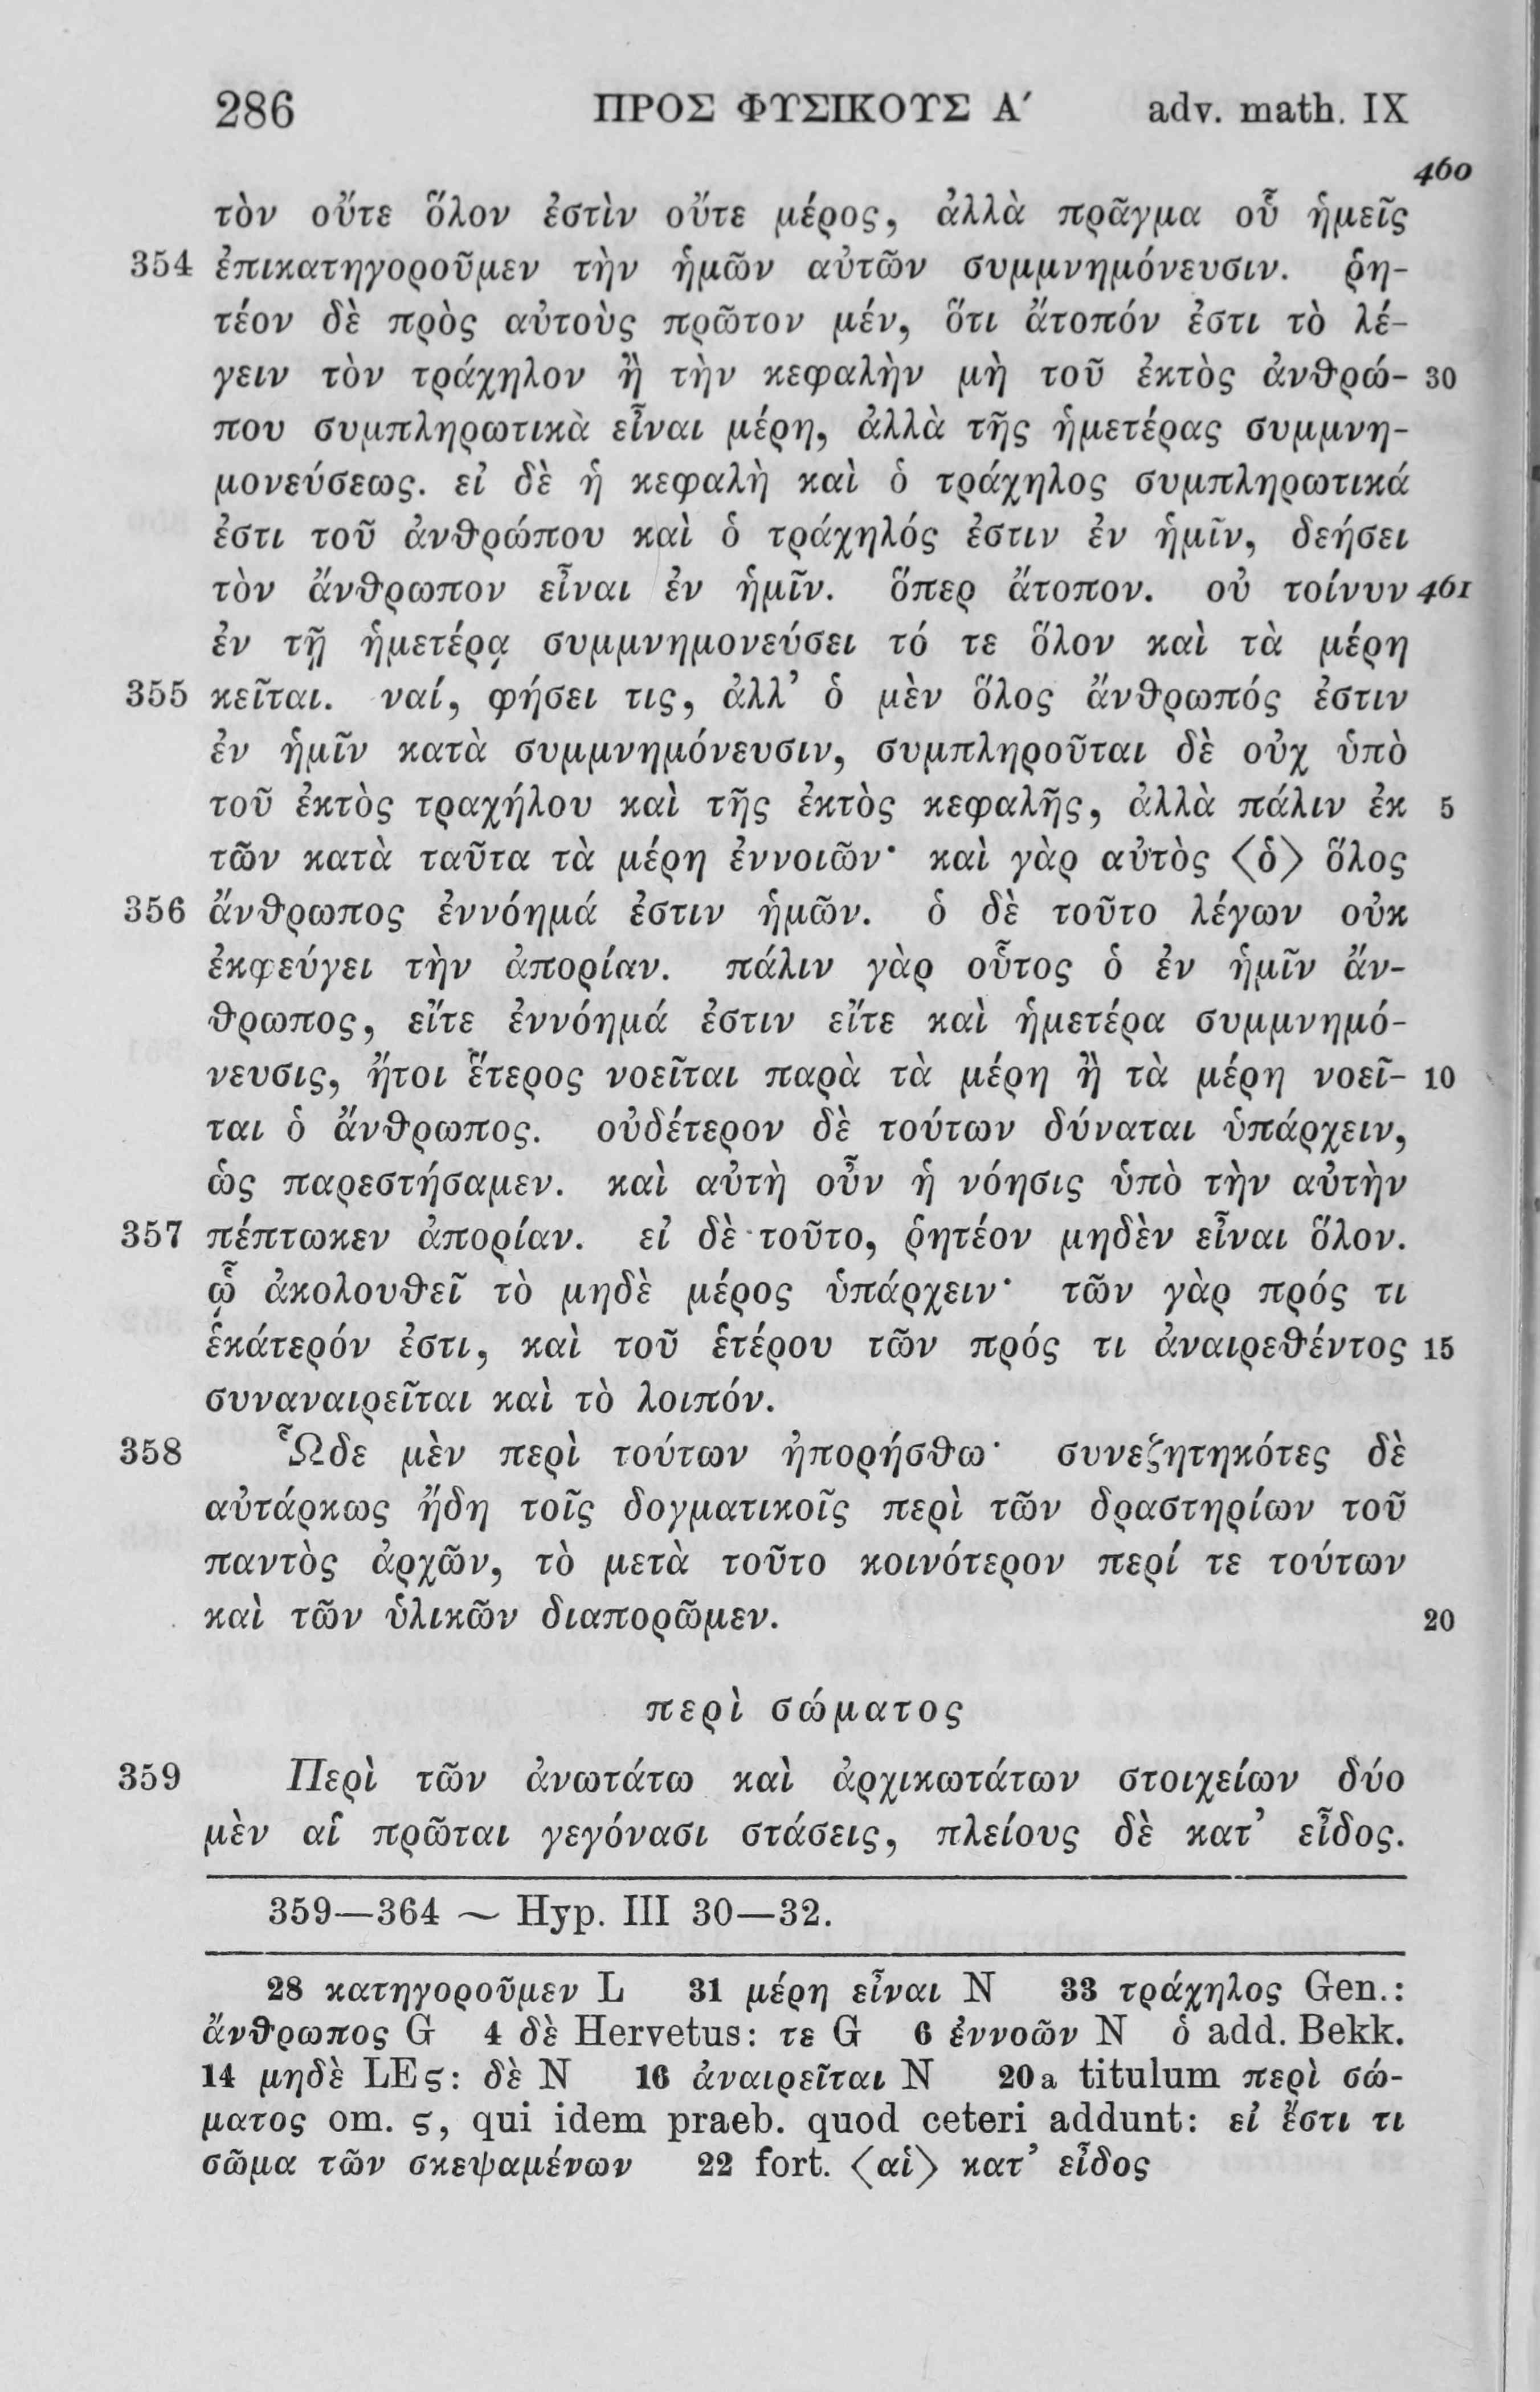 286 ΠΡΟΣ ΦΥΣΙΚΟΥΣ Α′ adv. math. IX
460
τὸν οὔτε ὅλον ἐστὶν οὔτε μέρος, ἀλλὰ πρᾶγμα οὗ ἡμεῖς
354 ἐπικατηγοροῦμεν τὴν ἡμῶν αὐτῶν συμμνημόνευσιν. ῥη-
τέον δὲ πρὸς αὐτοὺς πρῶτον μέν, ὅτι ἄτοπόν ἐστι τὸ λέ-
γειν τὸν τράχηλον ἢ τὴν κεφαλὴν μὴ τοῦ ἐκτὸς ἀνθρώ- 30
που συμπληρωτικὰ εἶναι μέρη, ἀλλὰ τῆς ἡμετέρας συμμνη-
μονεύσεως. εἰ δὲ ἡ κεφαλὴ καὶ ὁ τράχηλος συμπληρωτικά
ἐστι τοῦ ἀνθρώπου καὶ ὁ τράχηλός ἐστιν ἐν ἡμῖν, δεήσει
τὸν ἄνθρωπον εἶναι ἐν ἡμῖν. ὅπερ ἄτοπον. οὐ τοίνυν 461
ἐν τῇ ἡμετέρᾳ συμμνημονεύσει τό τε ὅλον καὶ τὰ μέρη
355 κεῖται. ναί, φήσει τις, ἀλλ’ ὁ μὲν ὅλος ἄνθρωπός ἐστιν
ἐν ἡμῖν κατὰ συμμνημόνευσιν, συμπληροῦται δὲ οὐχ ὑπὸ
τοῦ ἐκτὸς τραχήλου καὶ τῆς ἐκτὸς κεφαλῆς, ἀλλὰ πάλιν ἐκ 5
τῶν κατὰ ταῦτα τὰ μέρη ἐννοιῶν· καὶ γὰρ αὐτὸς ⟨ὁ⟩ ὅλος
356 ἄνθρωπος ἐννόημά ἐστιν ἡμῶν. ὁ δὲ τοῦτο λέγων οὐκ
ἐκφεύγει τὴν ἀπορίαν. πάλιν γὰρ οὗτος ὁ ἐν ἡμῖν ἄν-
θρωπος, εἴτε ἐννόημά ἐστιν εἴτε καὶ ἡμετέρα συμμνημό-
νευσις, ἤτοι ἕτερος νοεῖται παρὰ τὰ μέρη ἢ τὰ μέρη νοεῖ- 10
ται ὁ ἄνθρωπος. οὐδέτερον δὲ τούτων δύναται ὑπάρχειν,
ὡς παρεστήσαμεν. καὶ αὐτὴ οὖν ἡ νόησις ὑπὸ τὴν αὐτὴν
357 πέπτωκεν ἀπορίαν. εἰ δὲ τοῦτο, ῥητέον μηδὲν εἶναι ὅλον.
ᾧ ἀκολουθεῖ τὸ μηδὲ μέρος ὑπάρχειν· τῶν γὰρ πρός τι
ἑκάτερόν ἐστι, καὶ τοῦ ἑτέρου τῶν πρός τι ἀναιρεθέντος 15
συναναιρεῖται καὶ τὸ λοιπόν.
358 Ὧδε μὲν περὶ τούτων ἠπορήσθω· συνεζητηκότες δὲ
αὐτάρκως ἤδη τοῖς δογματικοῖς περὶ τῶν δραστηρίων τοῦ
παντὸς ἀρχῶν, τὸ μετὰ τοῦτο κοινότερον περί τε τούτων
καὶ τῶν ὑλικῶν διαπορῶμεν. 20
περὶ σώματος
359 Περὶ τῶν ἀνωτάτω καὶ ἀρχικωτάτων στοιχείων δύο
μὲν αἱ πρῶται γεγόνασι στάσεις, πλείους δὲ κατ’ εἶδος.
359—364 ~ Hyp. III 30—32.
28 κατηγοροῦμεν L 31 μέρη εἶναι N 33 τράχηλος Gen.:
ἄνθρωπος G 4 δὲ Hervetus: τε G 6 ἐννοῶν N ὁ add. Bekk.
14 μηδὲ LEς: δὲ N 16 ἀναιρεῖται N 20a titulum περὶ σώ-
ματος om. ς, qui idem praeb. quod ceteri addunt: εἰ ἔστι τι
σῶμα τῶν σκεψαμένων 22 fort. ⟨αἱ⟩ κατ’ εἶδος